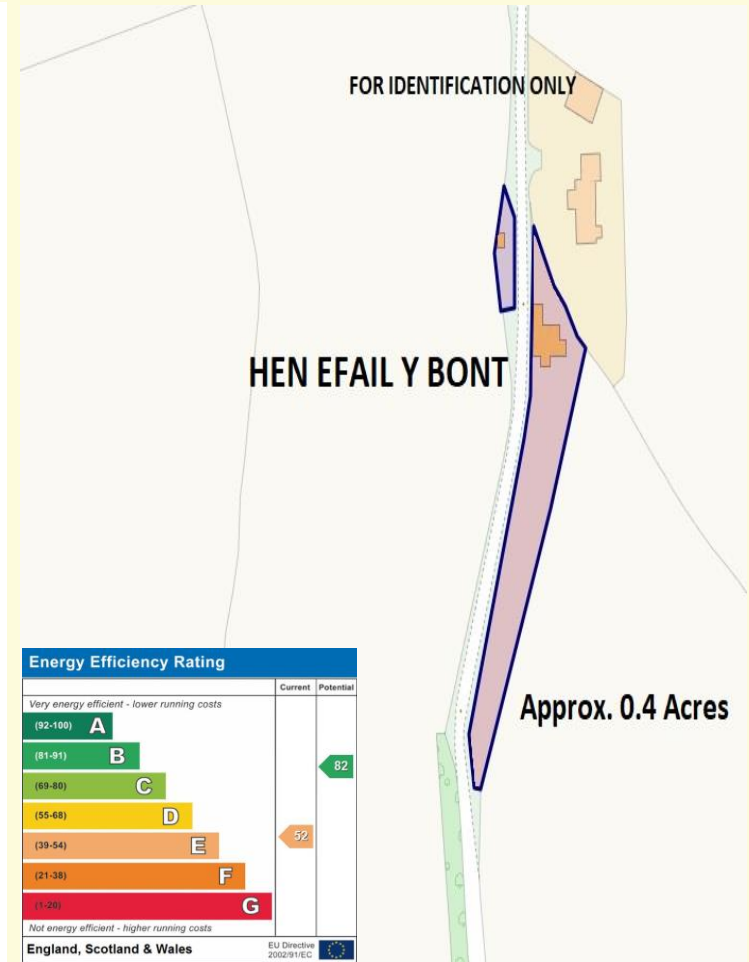 FOR IDENTIFICATION ONLY
HEN EFAIL Y BONT
Approx. 0.4 Acres
Energy Efficiency Rating
Current Potential
Very energy efficient - lower running costs
(92-100) A
(81-91) B
82
(69-80) C
(55-68) D
(39-54) E
52
(21-38) F
(1-20) G
Not energy efficient - higher running costs
England, Scotland & Wales
EU Directive
2002/91/EC